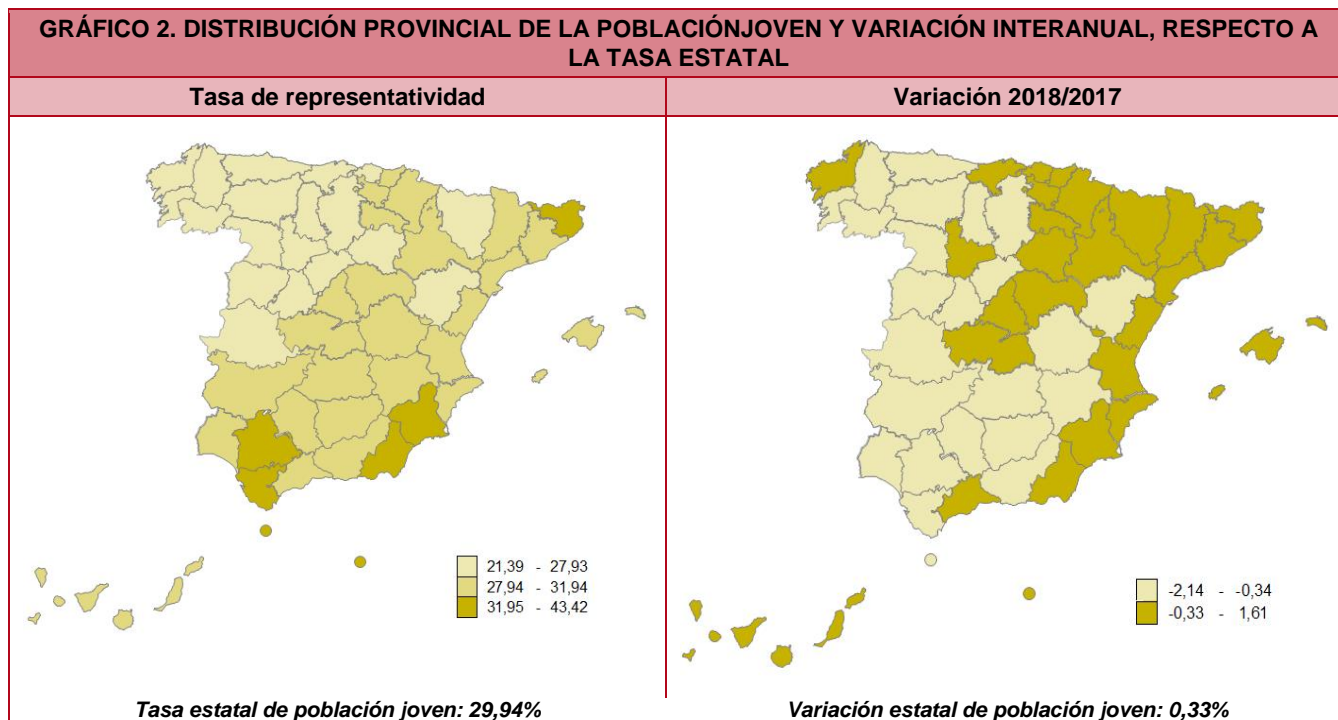 GRÁFICO 2. DISTRIBUCIÓN PROVINCIAL DE LA POBLACIÓNJOVEN Y VARIACIÓN INTERANUAL, RESPECTO A
LA TASA ESTATAL
Tasa de representatividad
Variación 2018/2017
21,39 - 27,93
27,94 - 31,94
31,95 - 43,42
-2,14 - -0,34
-0,33 - 1,61
Tasa estatal de población joven: 29,94%
Variación estatal de población joven: 0,33%